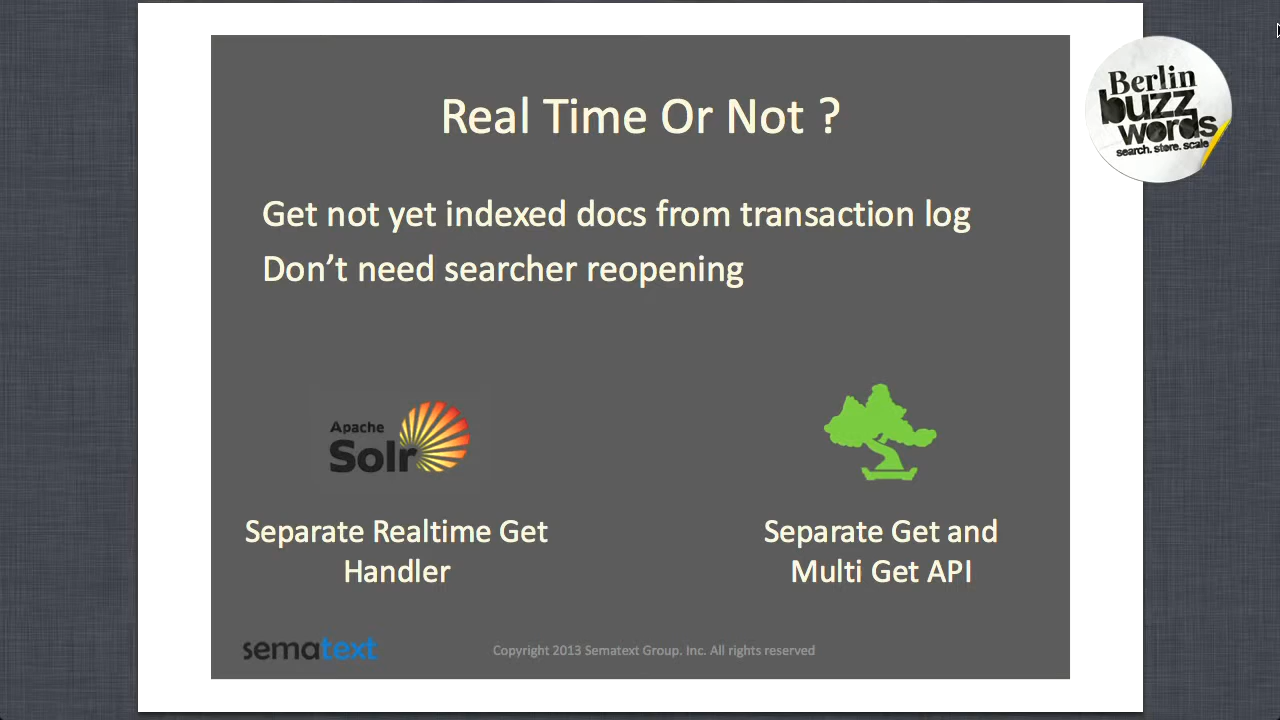 Real Time Or Not ?
Berlin
buzz
words
search. store. scale
Get not yet indexed docs from transaction log
Don't need searcher reopening
Apache
Solr
Separate Realtime Get
Handler
Separate Get and
Multi Get API
sematext
Copyright 2013 Sematext Group. Inc. All rights reserved